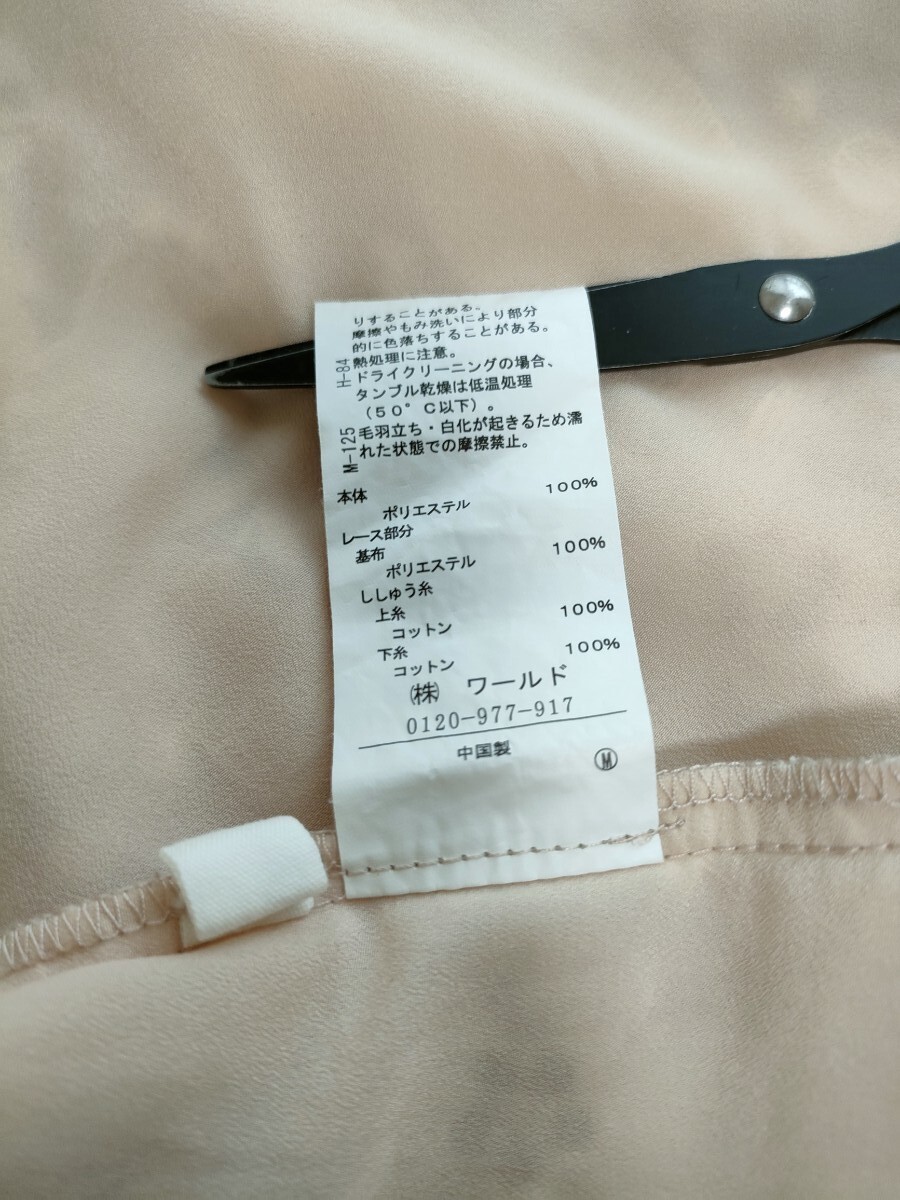 りすることがある。
摩擦やもみ洗いにより部分
的に色落ちすることがある。
H-84 熱処理に注意。
ドライクリーニングの場合、
タンブル乾燥は低温処理
（50°C以下）。
M-125 毛羽立ち・白化が起きるため濡
れた状態での摩擦禁止。
本体
ポリエステル 100%
レース部分
基布
ポリエステル 100%
ししゅう糸
上糸
コットン 100%
下糸
コットン 100%
㈱ ワールド
0120-977-917
中国製
Ⓜ